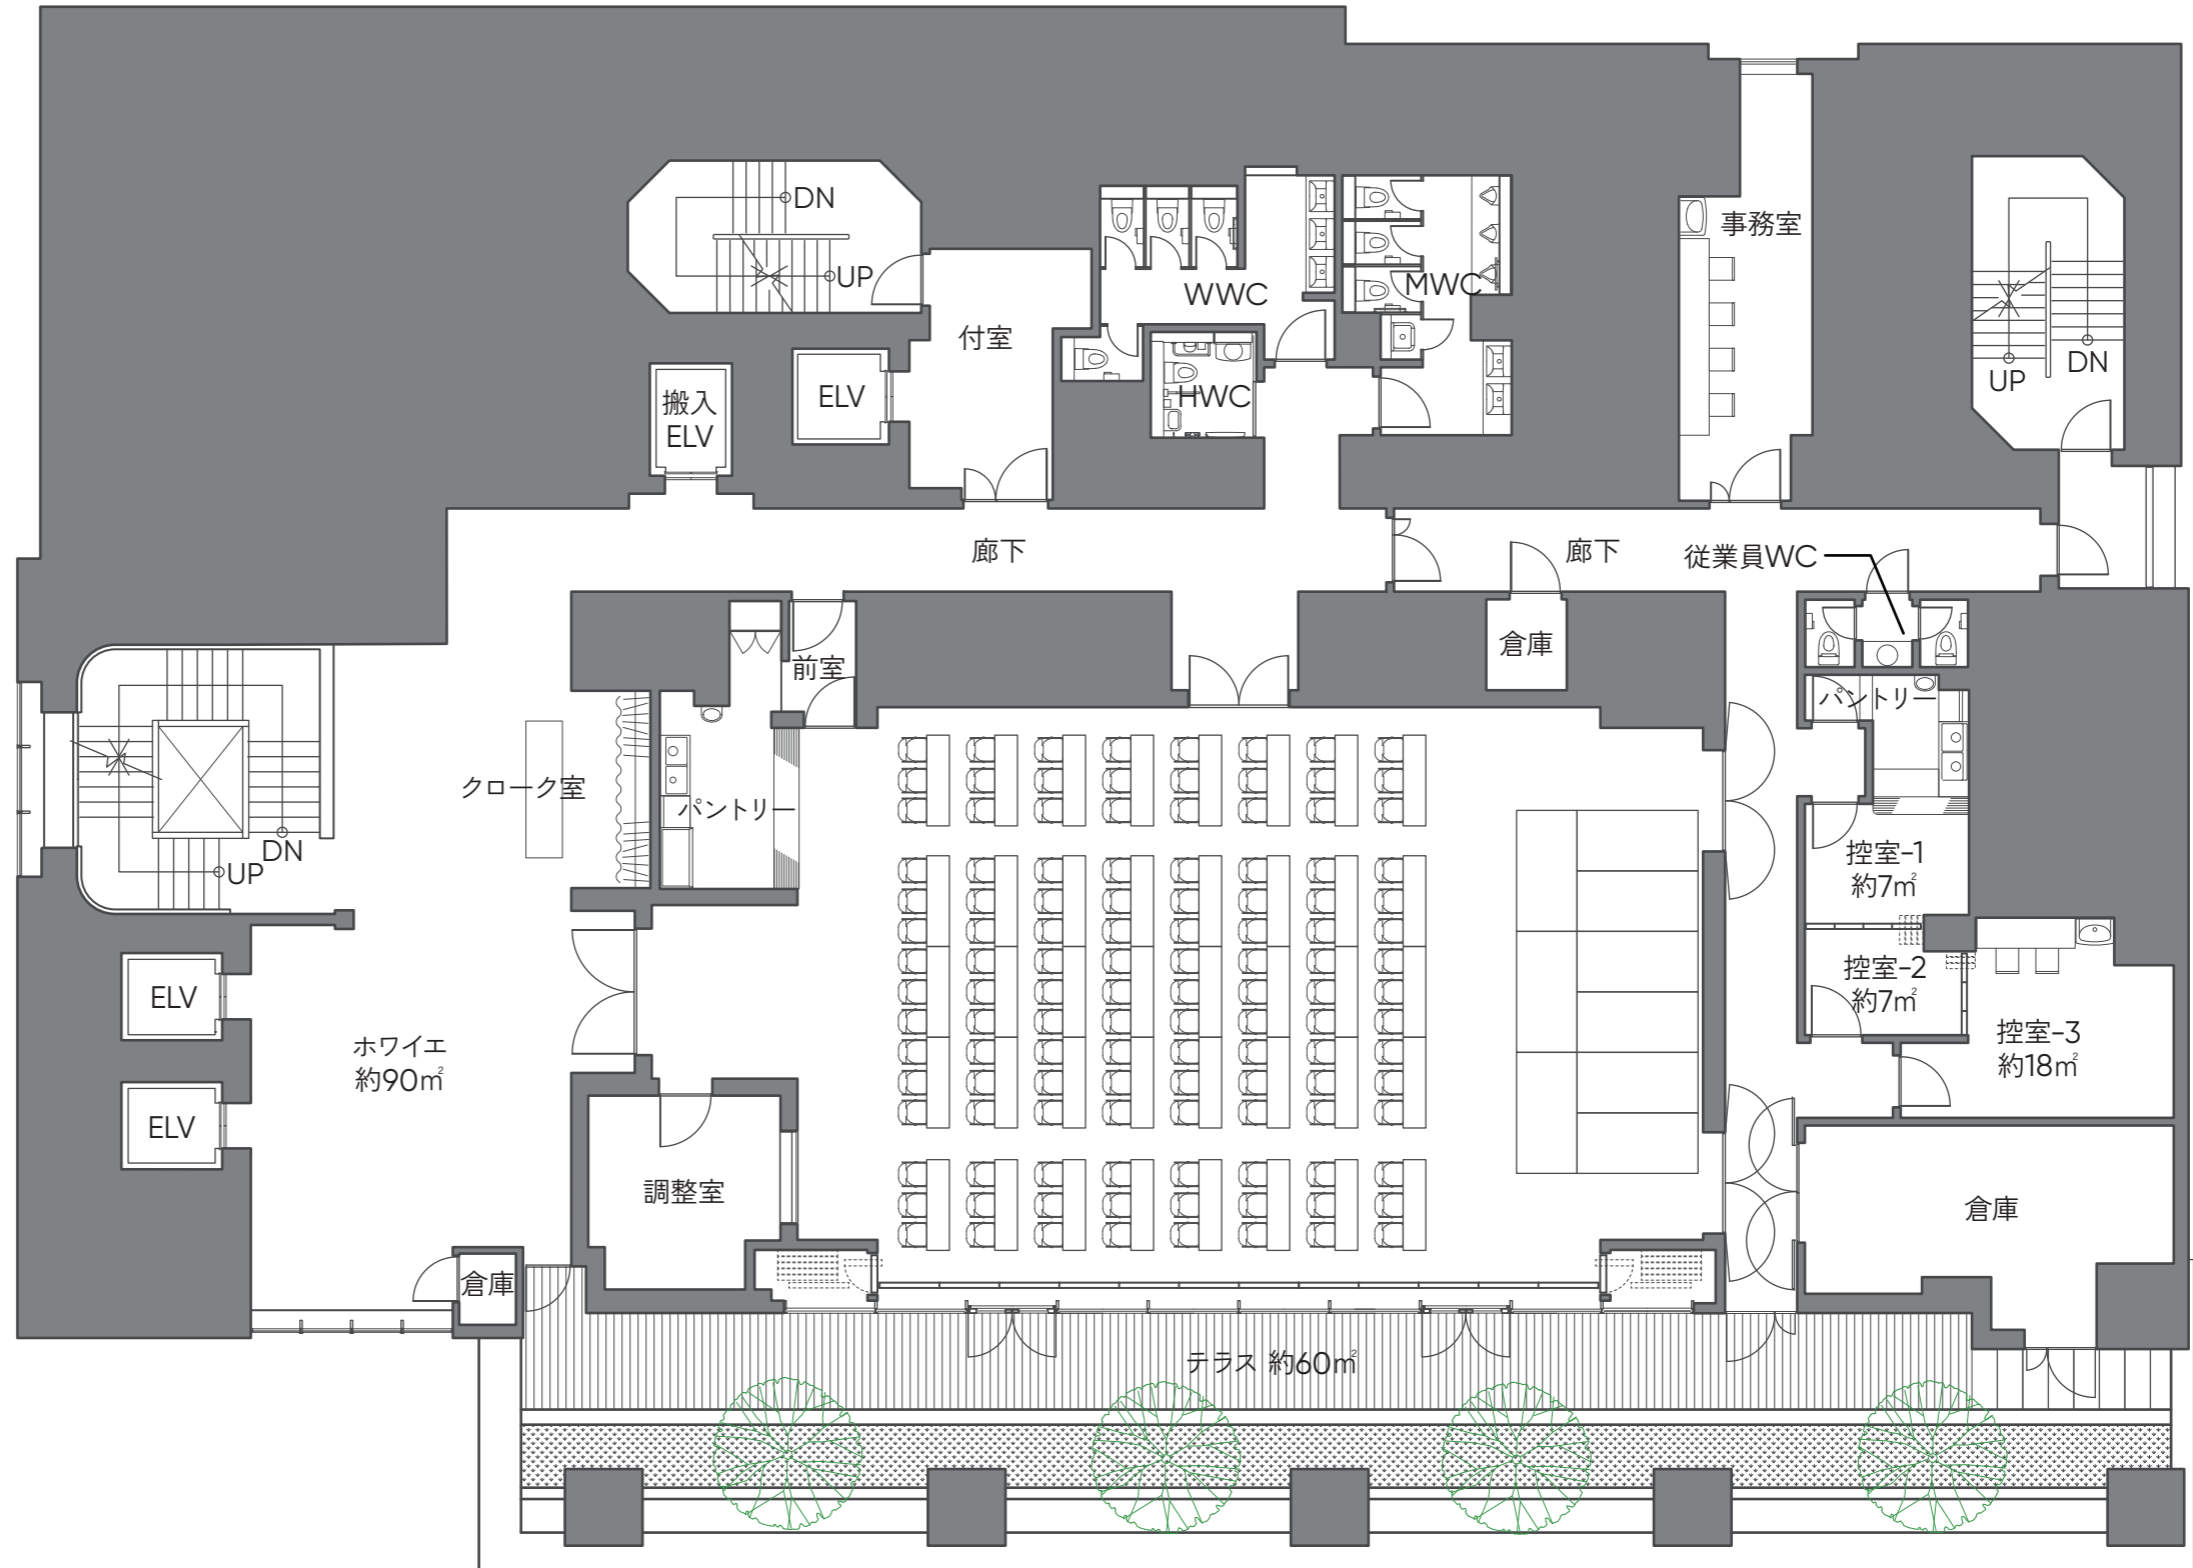 DN
UP
事務室
WWC
MWC
付室
搬入
ELV
ELV
HWC
UP
DN
廊下
廊下
従業員WC
倉庫
前室
パントリー
クローク室
パントリー
DN
UP
控室-1
約7㎡
控室-2
約7㎡
ELV
ホワイエ
約90㎡
控室-3
約18㎡
ELV
調整室
倉庫
倉庫
テラス 約60㎡